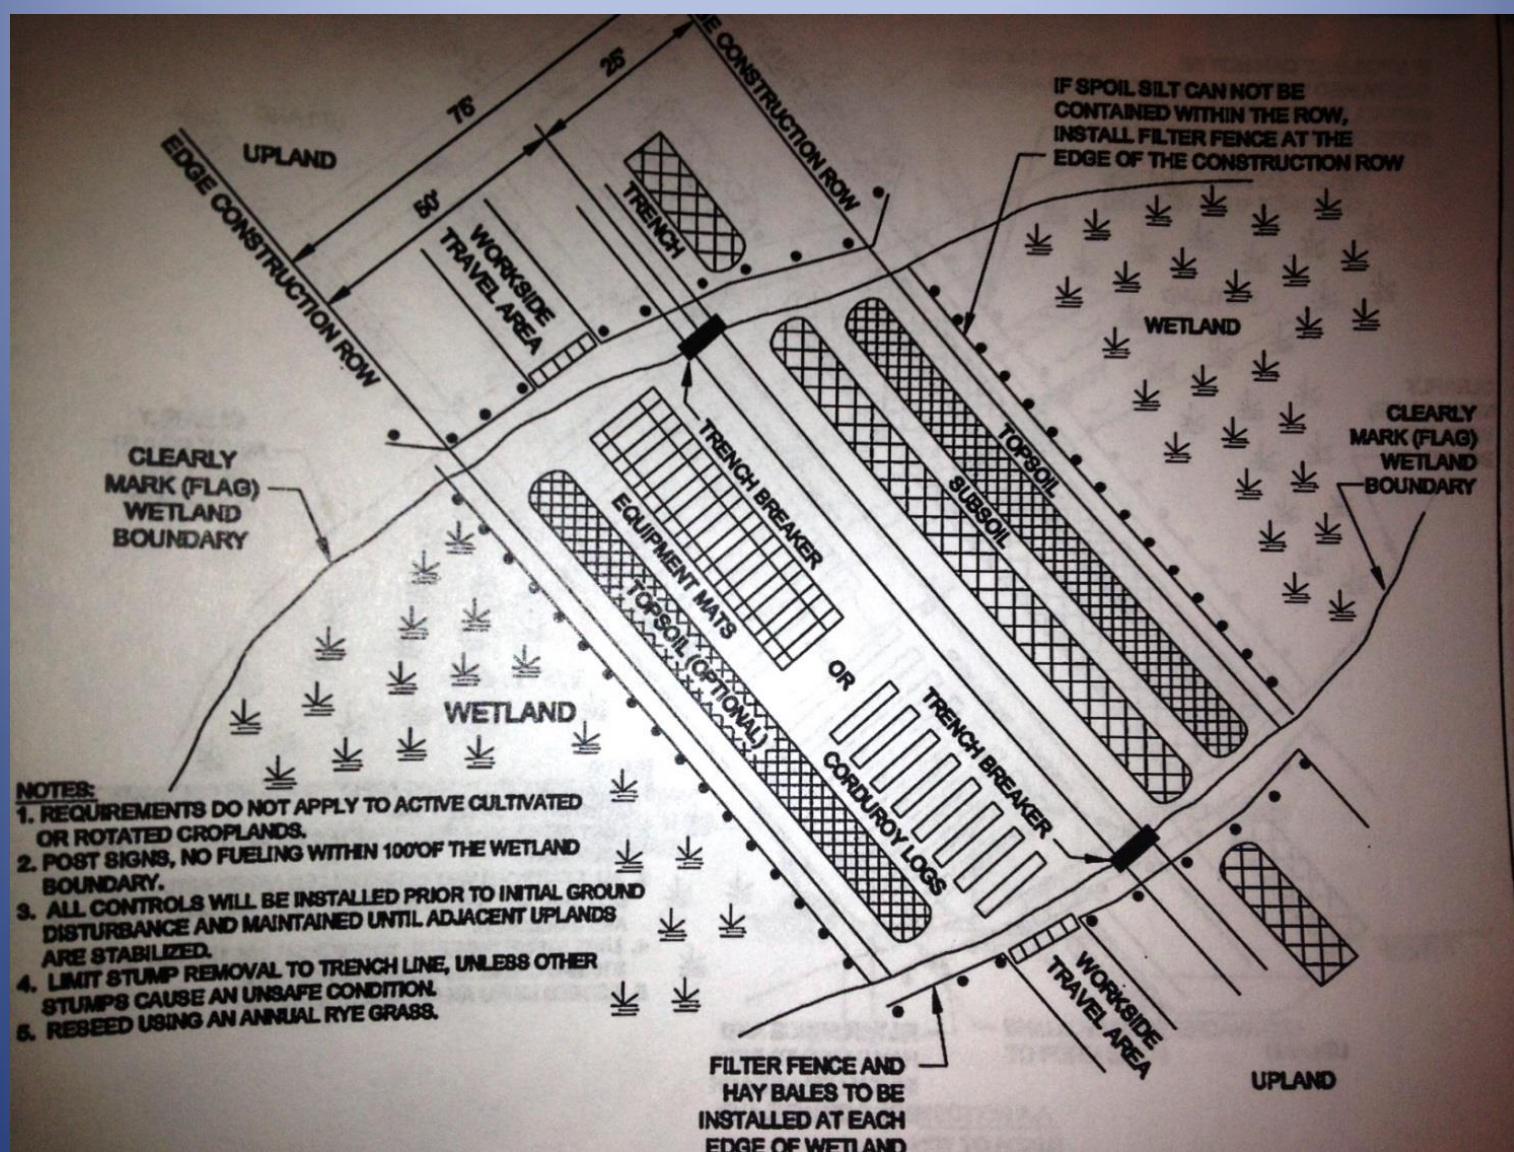 75'
25'
50'
UPLAND
EDGE CONSTRUCTION ROW
CONSTRUCTION ROW
WORKSIDE
TRAVEL AREA
TRENCH
IF SPOIL SILT CAN NOT BE
CONTAINED WITHIN THE ROW,
INSTALL FILTER FENCE AT THE
EDGE OF THE CONSTRUCTION ROW
WETLAND
CLEARLY
MARK (FLAG)
WETLAND
BOUNDARY
CLEARLY
MARK (FLAG)
WETLAND
BOUNDARY
TOPSOIL
SUBSOIL
TRENCH BREAKER
EQUIPMENT MATS
TOPSOIL (OPTIONAL)
OR
TRENCH BREAKER
CORDUROY LOGS
WETLAND
NOTES:
1. REQUIREMENTS DO NOT APPLY TO ACTIVE CULTIVATED
OR ROTATED CROPLANDS.
2. POST SIGNS, NO FUELING WITHIN 100'OF THE WETLAND
BOUNDARY.
3. ALL CONTROLS WILL BE INSTALLED PRIOR TO INITIAL GROUND
DISTURBANCE AND MAINTAINED UNTIL ADJACENT UPLANDS
ARE STABILIZED.
4. LIMIT STUMP REMOVAL TO TRENCH LINE, UNLESS OTHER
STUMPS CAUSE AN UNSAFE CONDITION.
5. RESEED USING AN ANNUAL RYE GRASS.
WORKSIDE
TRAVEL AREA
UPLAND
FILTER FENCE AND
HAY BALES TO BE
INSTALLED AT EACH
EDGE OF WETLAND